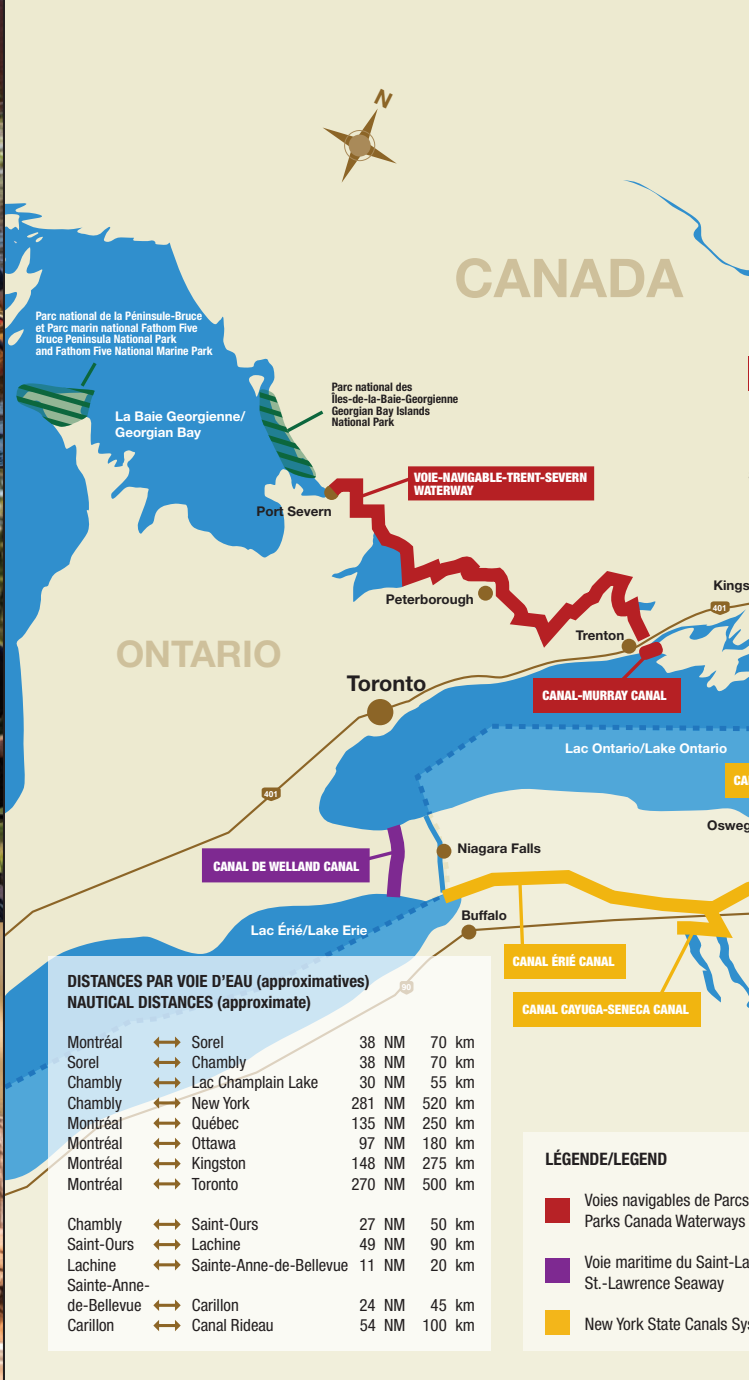 N
CANADA
Parc national de la Péninsule-Bruce
et Parc marin national Fathom Five
Bruce Peninsula National Park
and Fathom Five National Marine Park
Parc national des
Îles-de-la-Baie-Georgienne
Georgian Bay Islands
National Park
La Baie Georgienne/
Georgian Bay
VOIE-NAVIGABLE-TRENT-SEVERN
WATERWAY
Port Severn
Kings
401
Peterborough
Trenton
ONTARIO
Toronto
CANAL-MURRAY CANAL
Lac Ontario/Lake Ontario
CA
401
Osweg
Niagara Falls
CANAL DE WELLAND CANAL
Buffalo
Lac Érié/Lake Erie
CANAL ÉRIÉ CANAL
90
CANAL CAYUGA-SENECA CANAL
DISTANCES PAR VOIE D'EAU (approximatives)
NAUTICAL DISTANCES (approximate)
Montréal Sorel 38 NM 70 km
Sorel Chambly 38 NM 70 km
Chambly Lac Champlain Lake 30 NM 55 km
Chambly New York 281 NM 520 km
Montréal Québec 135 NM 250 km
Montréal Ottawa 97 NM 180 km
Montréal Kingston 148 NM 275 km
Montréal Toronto 270 NM 500 km
Chambly Saint-Ours 27 NM 50 km
Saint-Ours Lachine 49 NM 90 km
Lachine Sainte-Anne-de-Bellevue 11 NM 20 km
Sainte-Anne-
de-Bellevue Carillon 24 NM 45 km
Carillon Canal Rideau 54 NM 100 km
LÉGENDE/LEGEND
Voies navigables de Parcs
Parks Canada Waterways
Voie maritime du Saint-La
St.-Lawrence Seaway
New York State Canals Sys